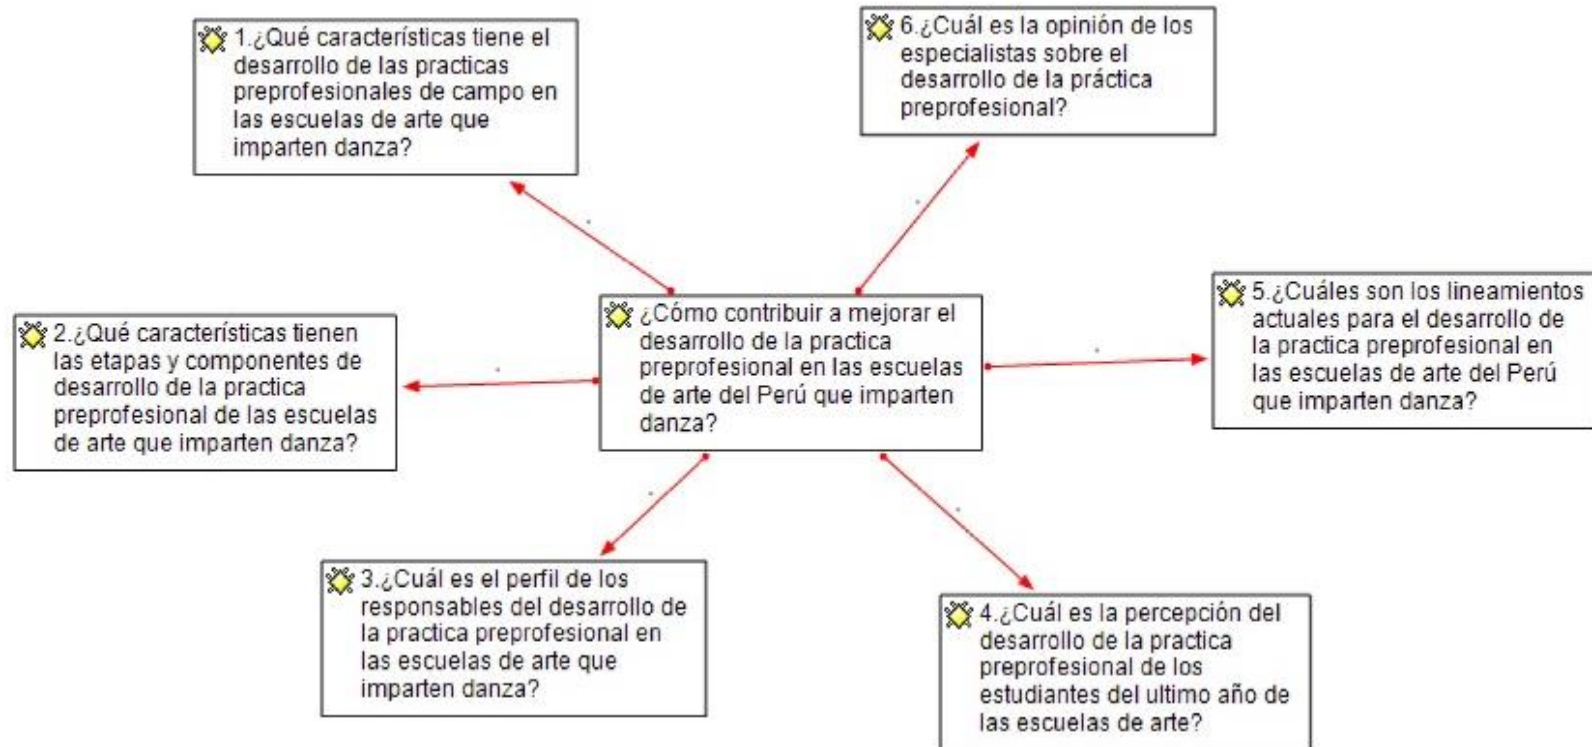 1.¿Qué características tiene el
desarrollo de las practicas
preprofesionales de campo en
las escuelas de arte que
imparten danza?
6.¿Cuál es la opinión de los
especialistas sobre el
desarrollo de la práctica
preprofesional?
2.¿Qué características tienen
las etapas y componentes de
desarrollo de la practica
preprofesional de las escuelas
de arte que imparten danza?
¿Cómo contribuir a mejorar el
desarrollo de la practica
preprofesional en las escuelas
de arte del Perú que imparten
danza?
5.¿Cuáles son los lineamientos
actuales para el desarrollo de
la practica preprofesional en
las escuelas de arte del Perú
que imparten danza?
3.¿Cuál es el perfil de los
responsables del desarrollo de
la practica preprofesional en
las escuelas de arte que
imparten danza?
4.¿Cuál es la percepción del
desarrollo de la practica
preprofesional de los
estudiantes del ultimo año de
las escuelas de arte?